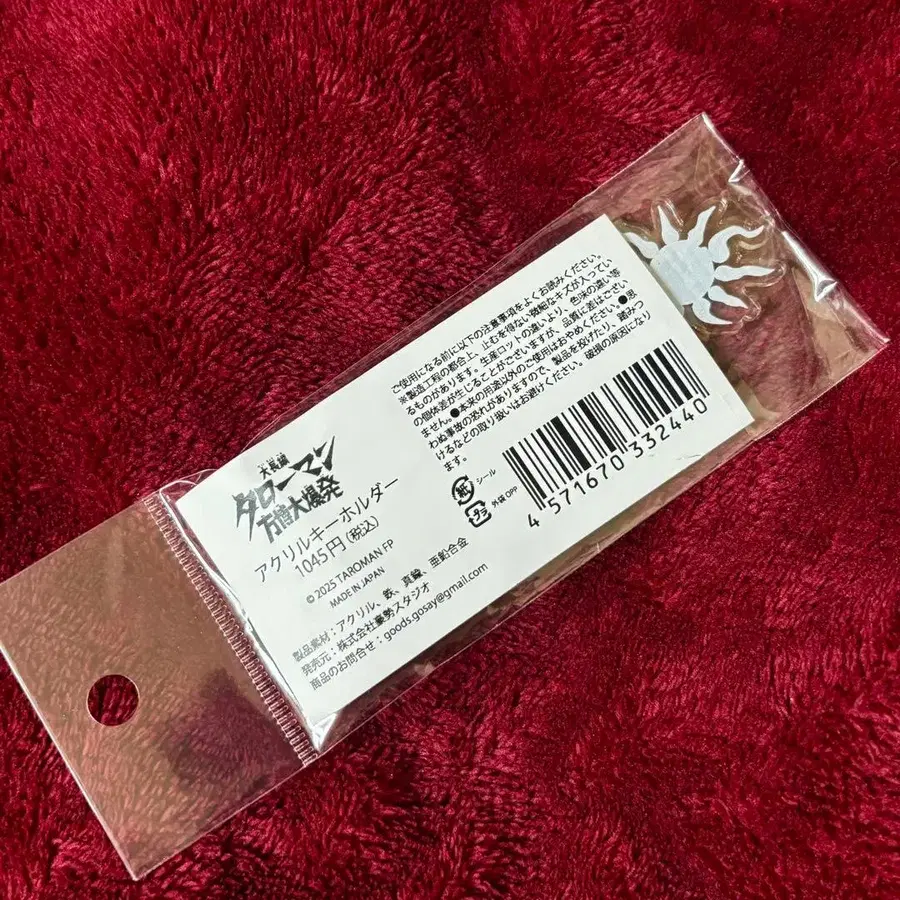 大長編
タローマン
万博大爆発
アクリルキーホルダー
1045円(税込)
© 2025 TAROMAN FP
MADE IN JAPAN
製品素材：アクリル、鉄、真鍮、亜鉛合金
発売元：株式会社豪勢スタジオ
商品のお問合せ：goods.gosay@gmail.com
ご使用になる前に以下の注意事項をよくお読みください。
※製造工程の都合上、止むを得ない微細なキズが入ってい
るものがあります。生産ロットの違いより、色味の違い等
の個体差が生じることがございますが、品質に差はござい
ません。●本来の用途以外のご使用はおやめください。●思
わぬ事故の恐れがありますので、製品を投げたり、踏みつ
けるなどの取り扱いはお避けください。破損の原因になり
ます。
紙 シール
プラ 外袋 OPP
4 571670 332440